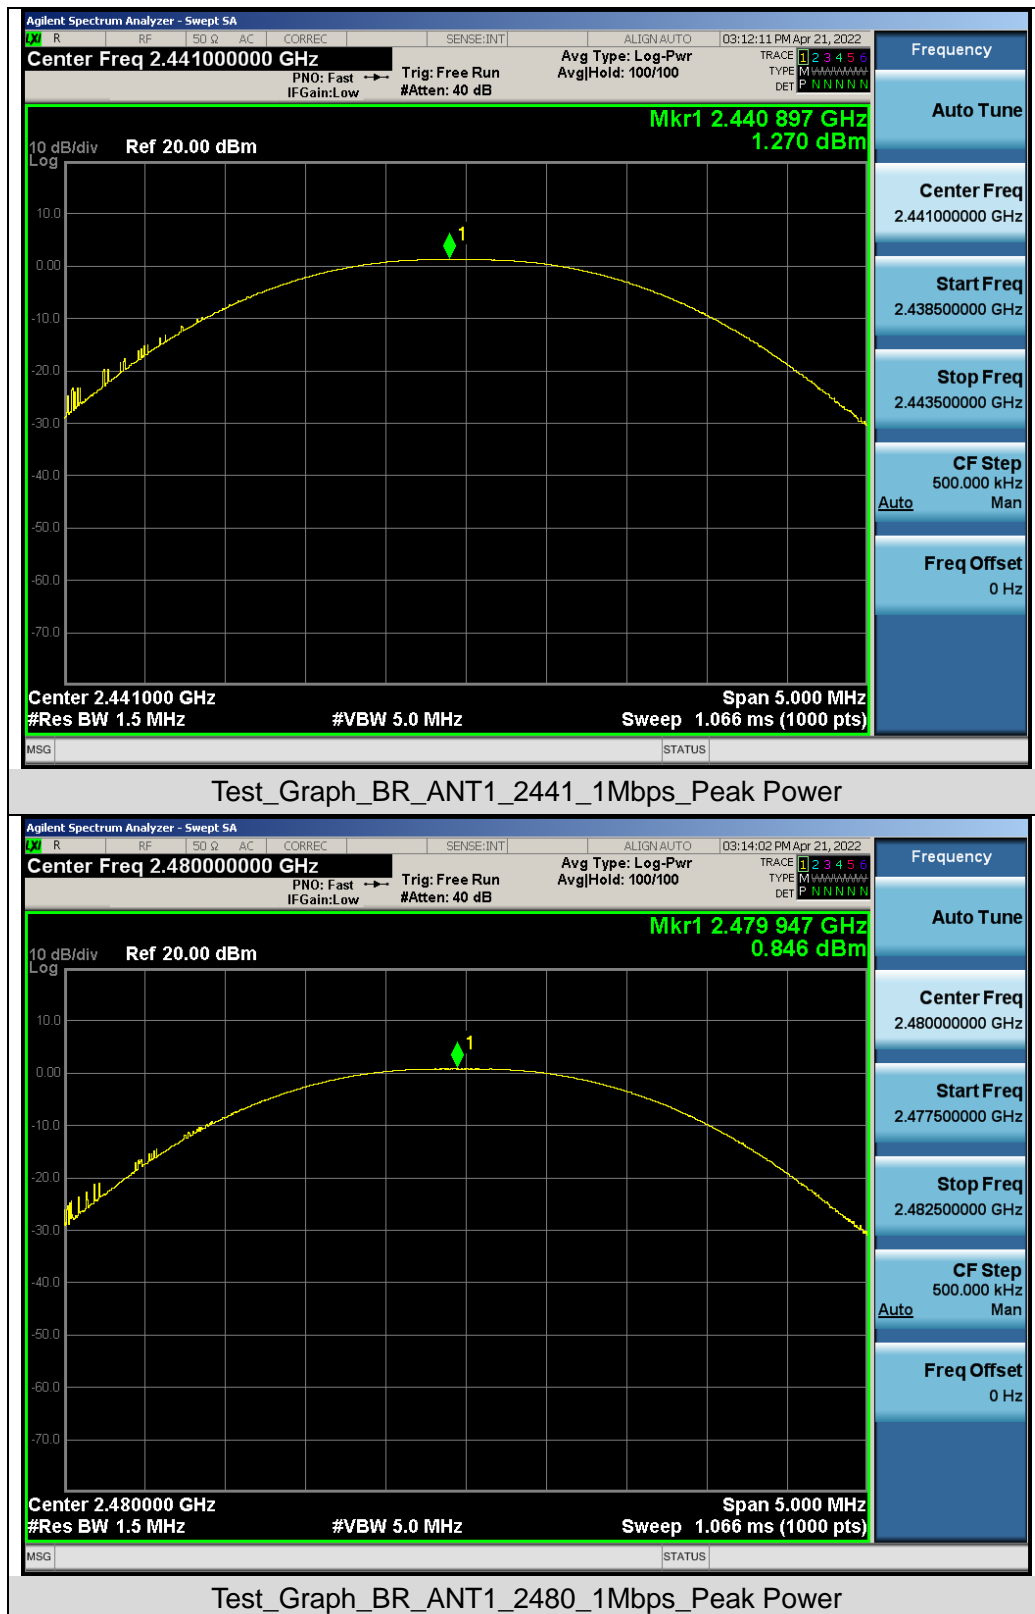 Agilent Spectrum Analyzer - Swept SA
LXI R RF 50 Ω AC CORREC SENSE:INT ALIGN AUTO 03:12:11 PM Apr 21, 2022
Center Freq 2.441000000 GHz
PNO: Fast
IFGain:Low
Trig: Free Run
#Atten: 40 dB
Avg Type: Log-Pwr
Avg|Hold: 100/100
TRACE 1 2 3 4 5 6
TYPE M
DET P N N N N N
Frequency
Mkr1 2.440 897 GHz
1.270 dBm
10 dB/div Ref 20.00 dBm
Log
10.0
0.00
-10.0
-20.0
-30.0
-40.0
-50.0
-60.0
-70.0
1
Center 2.441000 GHz Span 5.000 MHz
#Res BW 1.5 MHz #VBW 5.0 MHz Sweep 1.066 ms (1000 pts)
MSG STATUS
Auto Tune
Center Freq
2.441000000 GHz
Start Freq
2.438500000 GHz
Stop Freq
2.443500000 GHz
CF Step
500.000 kHz
Auto Man
Freq Offset
0 Hz
Test_Graph_BR_ANT1_2441_1Mbps_Peak Power
Agilent Spectrum Analyzer - Swept SA
LXI R RF 50 Ω AC CORREC SENSE:INT ALIGN AUTO 03:14:02 PM Apr 21, 2022
Center Freq 2.480000000 GHz
PNO: Fast
IFGain:Low
Trig: Free Run
#Atten: 40 dB
Avg Type: Log-Pwr
Avg|Hold: 100/100
TRACE 1 2 3 4 5 6
TYPE M
DET P N N N N N
Frequency
Mkr1 2.479 947 GHz
0.846 dBm
10 dB/div Ref 20.00 dBm
Log
10.0
0.00
-10.0
-20.0
-30.0
-40.0
-50.0
-60.0
-70.0
1
Center 2.480000 GHz Span 5.000 MHz
#Res BW 1.5 MHz #VBW 5.0 MHz Sweep 1.066 ms (1000 pts)
MSG STATUS
Auto Tune
Center Freq
2.480000000 GHz
Start Freq
2.477500000 GHz
Stop Freq
2.482500000 GHz
CF Step
500.000 kHz
Auto Man
Freq Offset
0 Hz
Test_Graph_BR_ANT1_2480_1Mbps_Peak Power